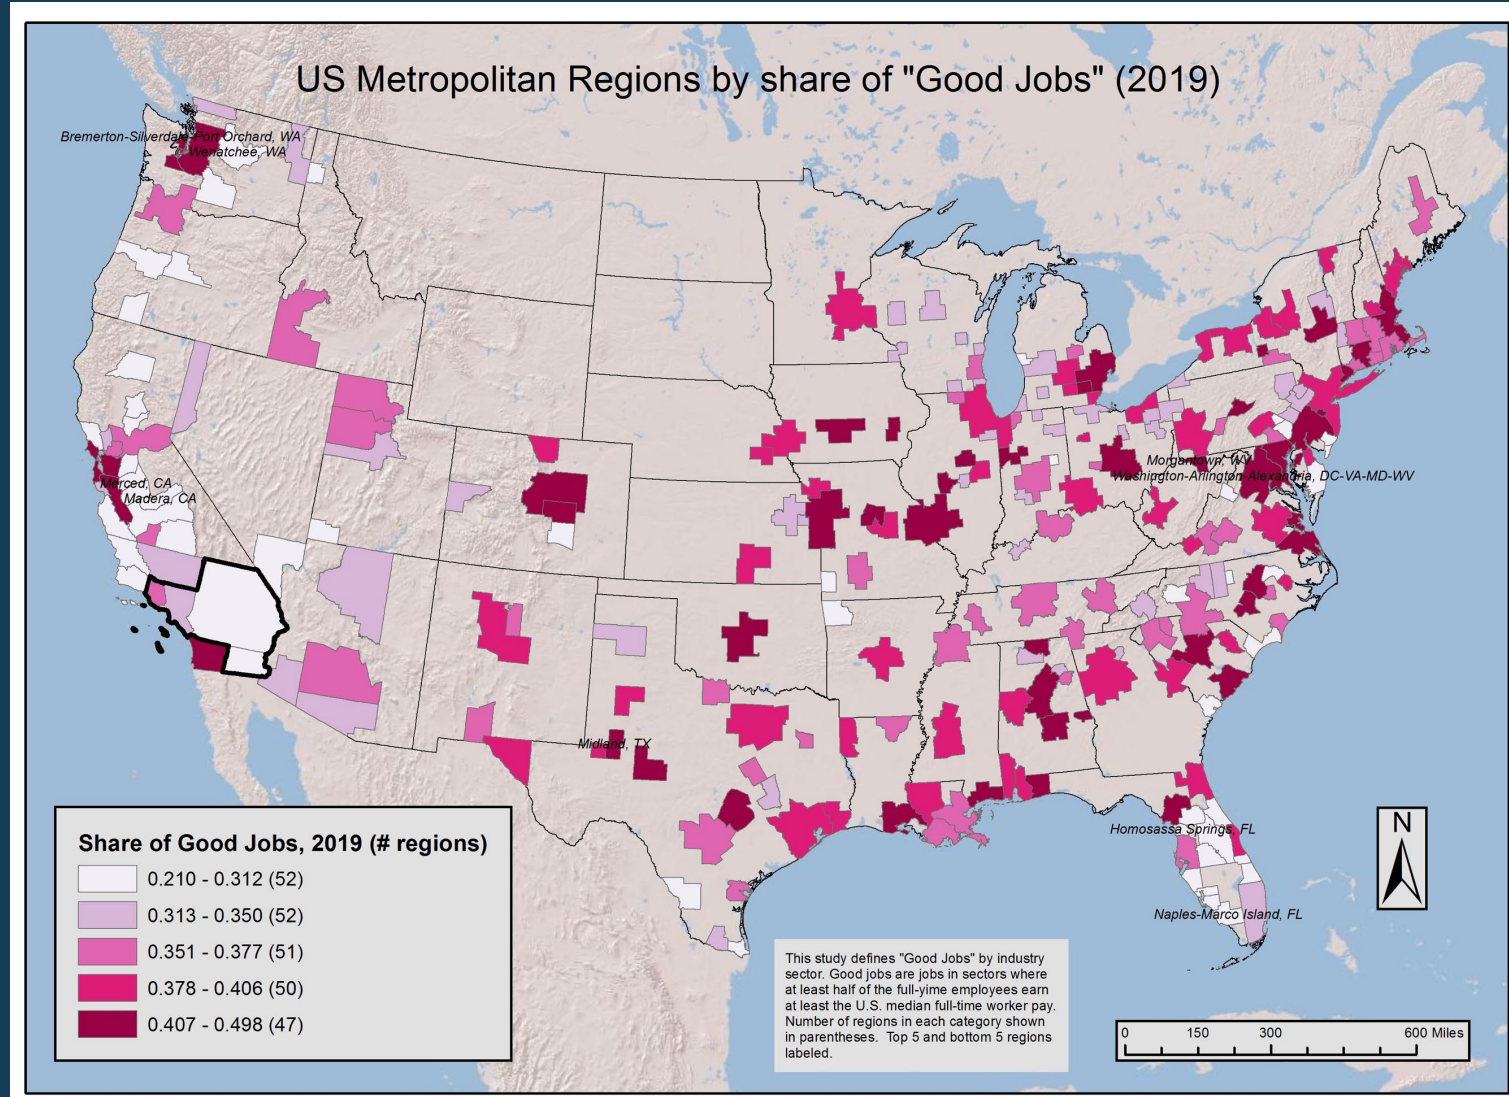 US Metropolitan Regions by share of "Good Jobs" (2019)
Bremerton-Silverdale-Port Orchard, WA
Wenatchee, WA
Merced, CA
Madera, CA
Morgantown, WV
Washington-Arlington-Alexandria, DC-VA-MD-WV
Midland, TX
Homosassa Springs, FL
Naples-Marco Island, FL
Share of Good Jobs, 2019 (# regions)
0.210 - 0.312 (52)
0.313 - 0.350 (52)
0.351 - 0.377 (51)
0.378 - 0.406 (50)
0.407 - 0.498 (47)
This study defines "Good Jobs" by industry
sector. Good jobs are jobs in sectors where
at least half of the full-yime employees earn
at least the U.S. median full-time worker pay.
Number of regions in each category shown
in parentheses. Top 5 and bottom 5 regions
labeled.
N
0 150 300 600 Miles